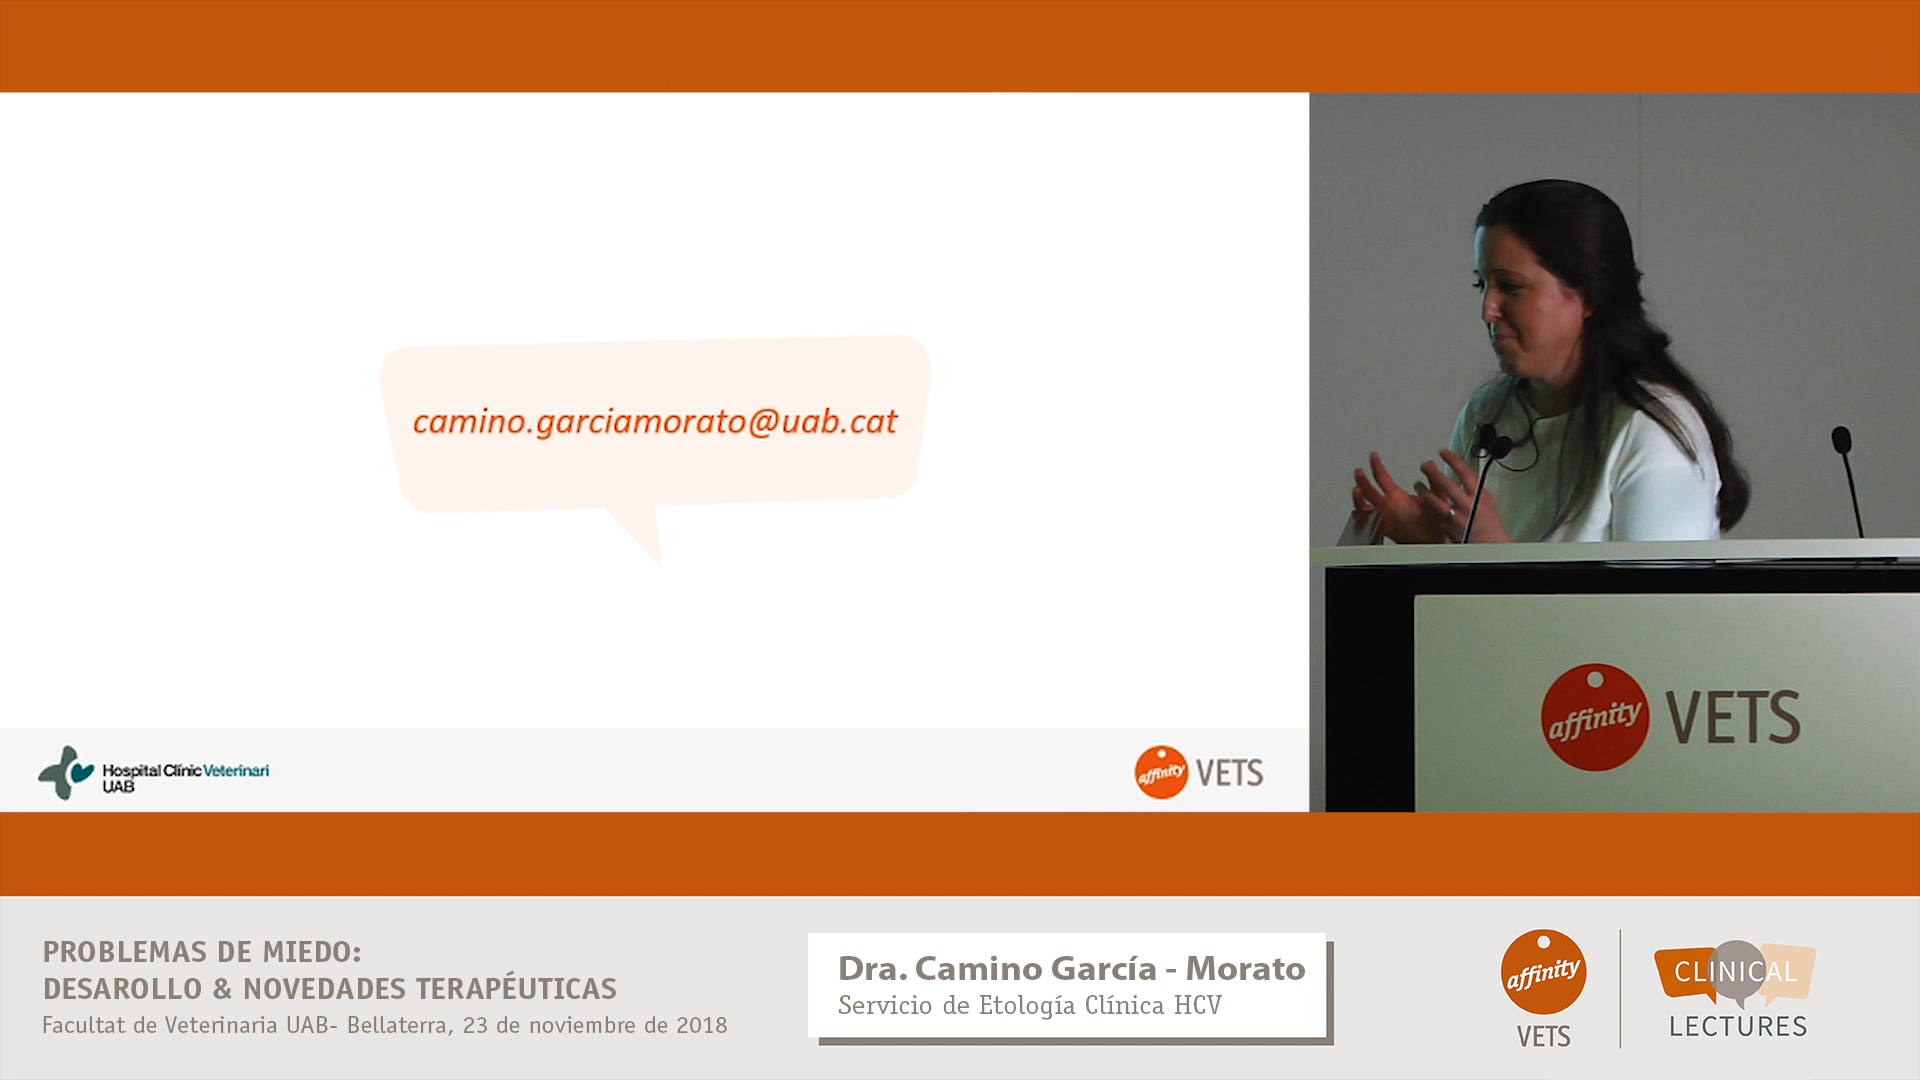 camino.garciamorato@uab.cat
Hospital Clínic Veterinari
UAB
affinity VETS
affinity VETS
PROBLEMAS DE MIEDO:
DESAROLLO & NOVEDADES TERAPÉUTICAS
Facultat de Veterinaria UAB- Bellaterra, 23 de noviembre de 2018
Dra. Camino García - Morato
Servicio de Etología Clínica HCV
affinity
VETS
CLINICAL
LECTURES